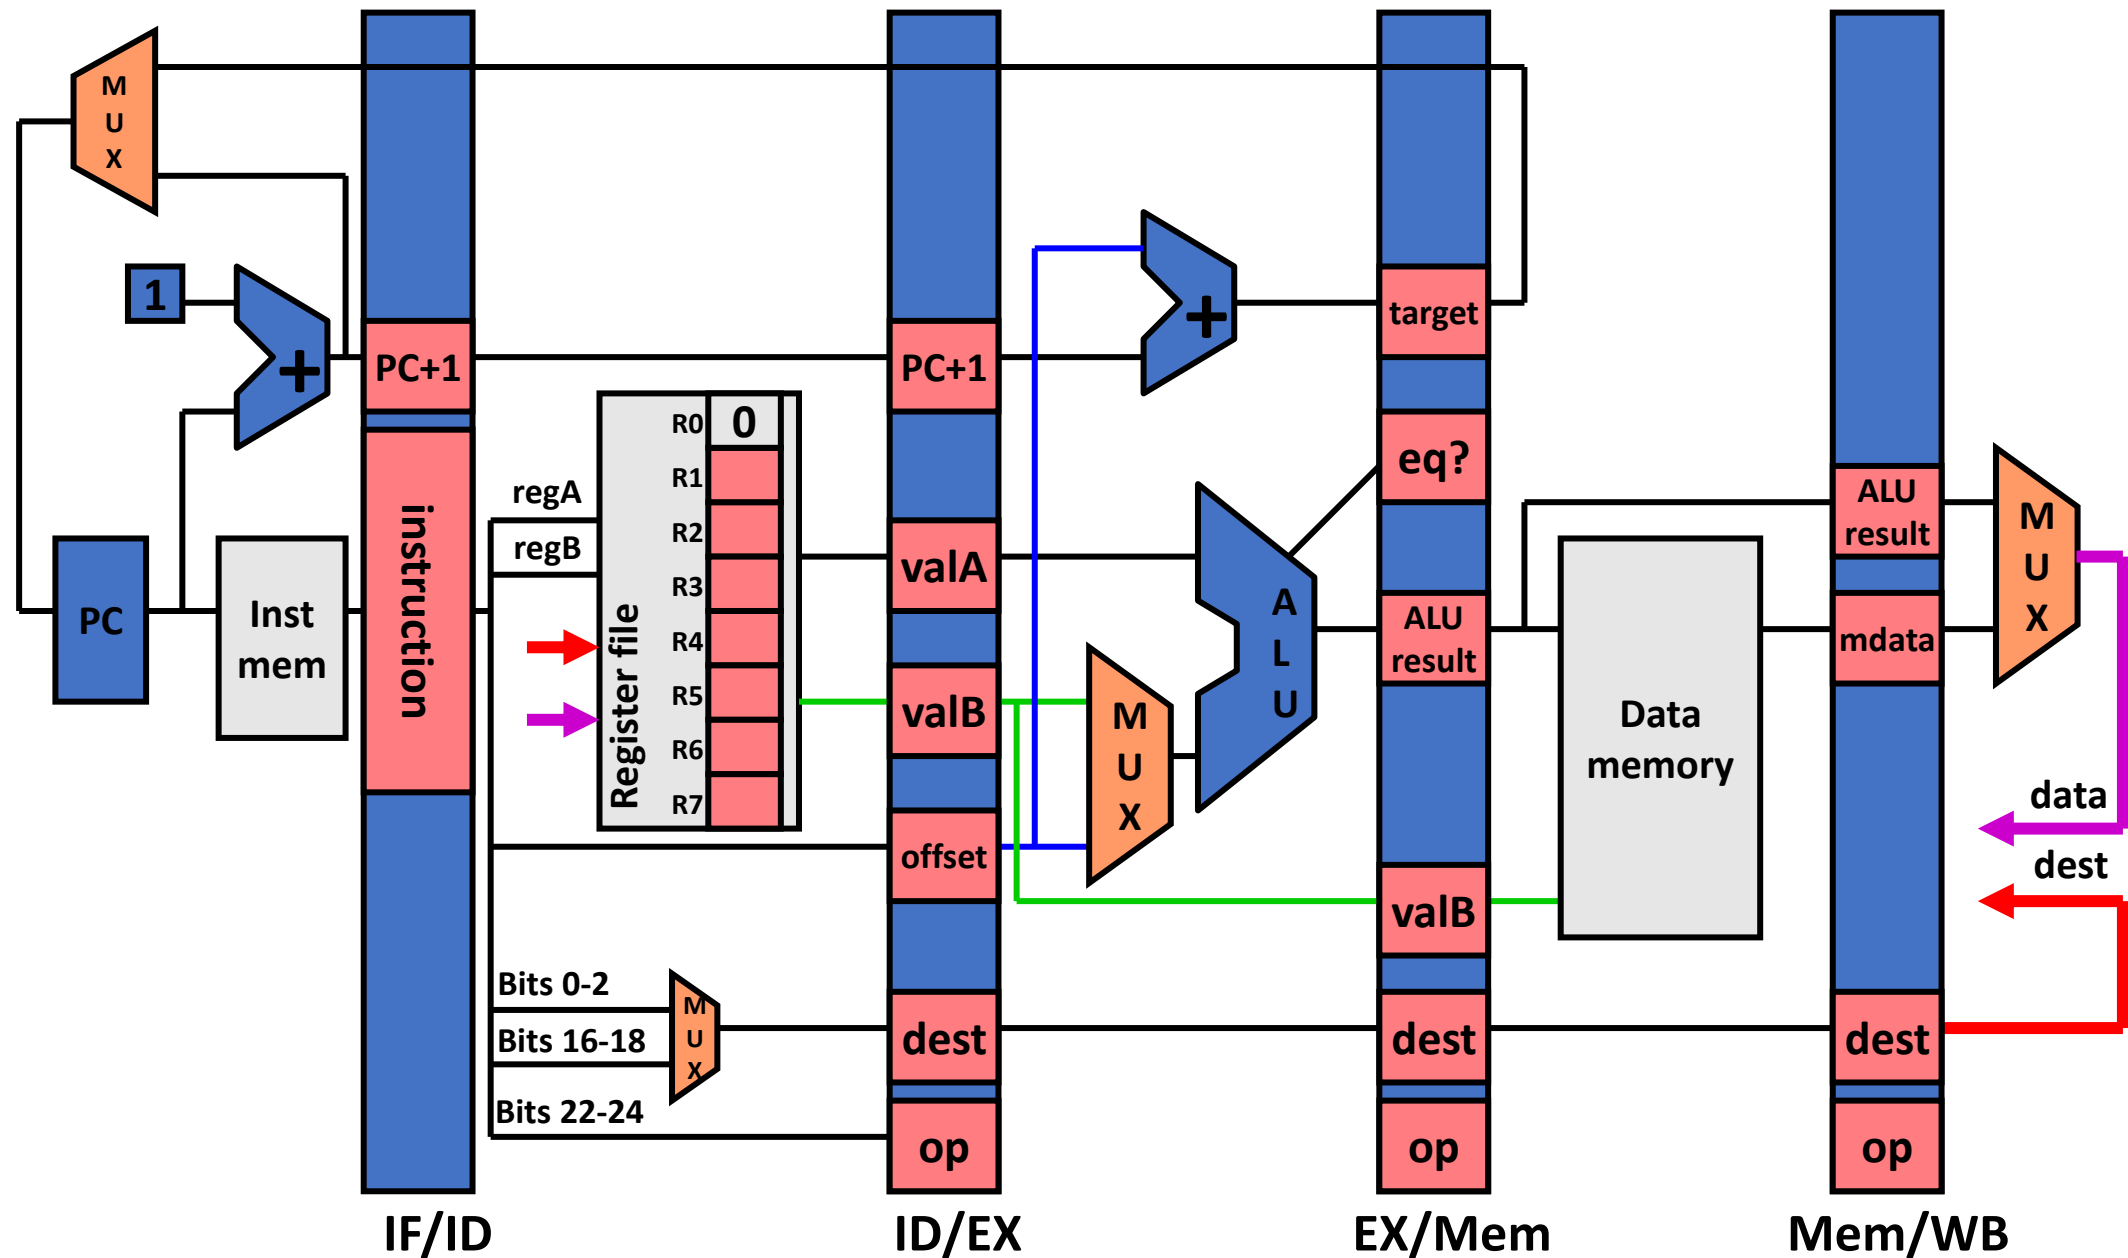 M
U
X
1
+
+
target
PC+1
PC+1
R0
0
eq?
R1
regA
ALU
result
M
U
X
instruction
R2
regB
valA
R3
A
L
U
PC
Inst
mem
Register file
R4
ALU
result
mdata
R5
valB
M
U
X
Data
memory
R6
R7
data
offset
dest
valB
Bits 0-2
M
U
X
Bits 16-18
dest
dest
dest
Bits 22-24
op
op
op
IF/ID
ID/EX
EX/Mem
Mem/WB